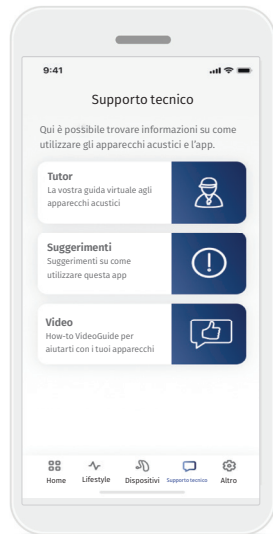 9:41
Supporto tecnico
Qui è possibile trovare informazioni su come
utilizzare gli apparecchi acustici e l'app.
Tutor
La vostra guida virtuale agli
apparecchi acustici
Suggerimenti
Suggerimenti su come
utilizzare questa app
Video
How-to VideoGuide per
aiutarti con i tuoi apparecchi
Home Lifestyle Dispositivi Supporto tecnico Altro